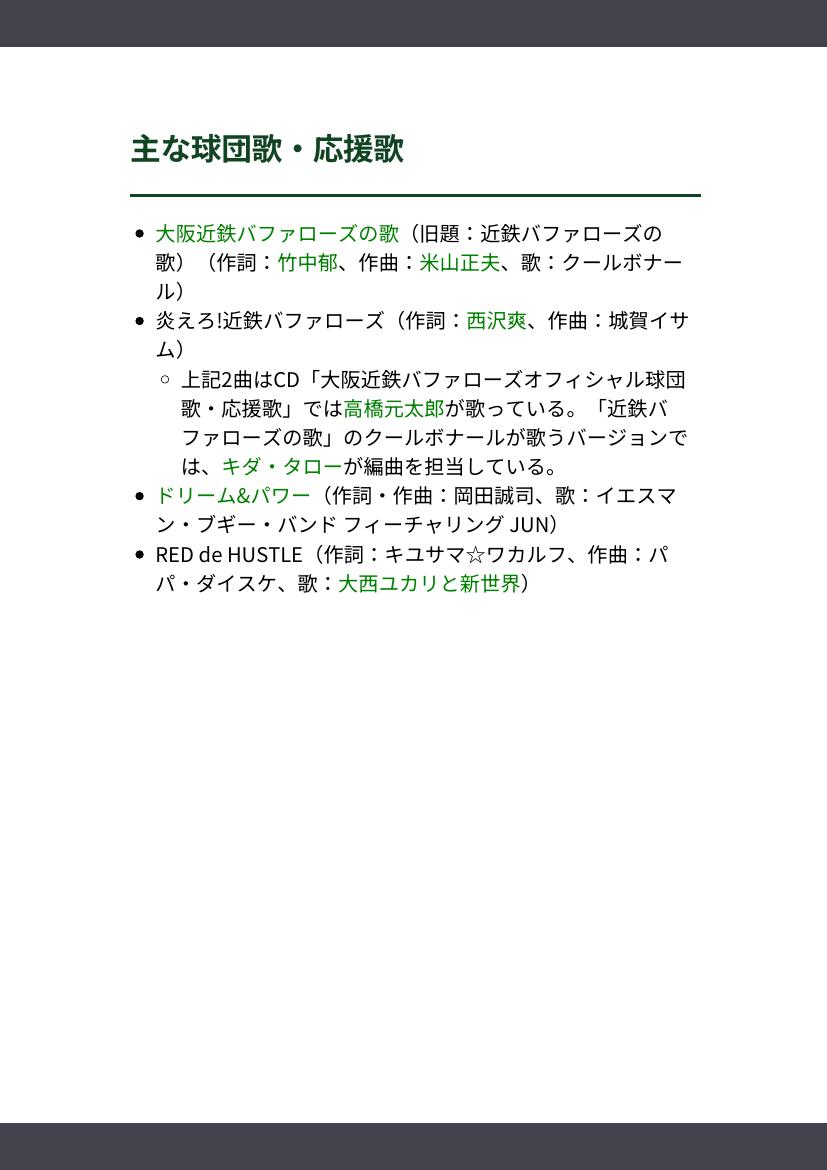 主な球団歌・応援歌
大阪近鉄バファローズの歌（旧題：近鉄バファローズの
歌）（作詞：竹中郁、作曲：米山正夫、歌：クールボナー
ル）
炎えろ!近鉄バファローズ（作詞：西沢爽、作曲：城賀イサ
ム）
上記2曲はCD「大阪近鉄バファローズオフィシャル球団
歌・応援歌」では高橋元太郎が歌っている。「近鉄バ
ファローズの歌」のクールボナールが歌うバージョンで
は、キダ・タローが編曲を担当している。
ドリーム&パワー（作詞・作曲：岡田誠司、歌：イエスマ
ン・ブギー・バンド フィーチャリング JUN）
RED de HUSTLE（作詞：キユサマ☆ワカルフ、作曲：パ
パ・ダイスケ、歌：大西ユカリと新世界）